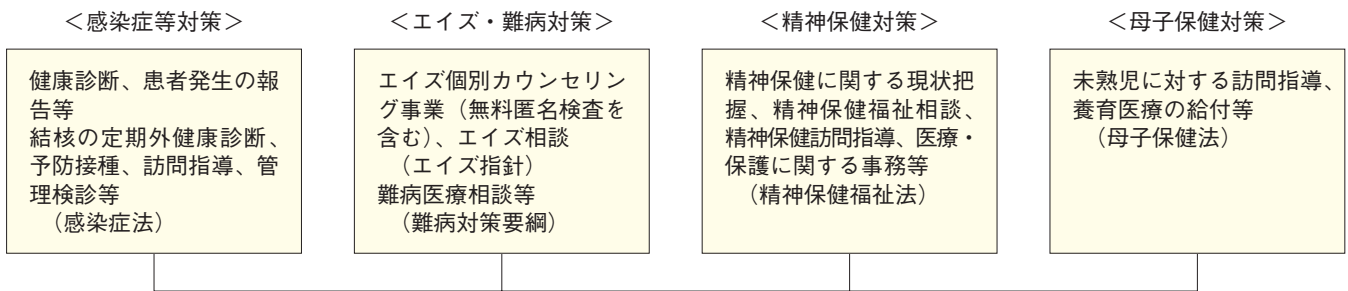 ＜感染症等対策＞
健康診断、患者発生の報
告等
結核の定期外健康診断、
予防接種、訪問指導、管
理検診等
（感染症法）
＜エイズ・難病対策＞
エイズ個別カウンセリン
グ事業（無料匿名検査を
含む）、エイズ相談
（エイズ指針）
難病医療相談等
（難病対策要綱）
＜精神保健対策＞
精神保健に関する現状把
握、精神保健福祉相談、
精神保健訪問指導、医療・
保護に関する事務等
（精神保健福祉法）
＜母子保健対策＞
未熟児に対する訪問指導、
養育医療の給付等
（母子保健法）